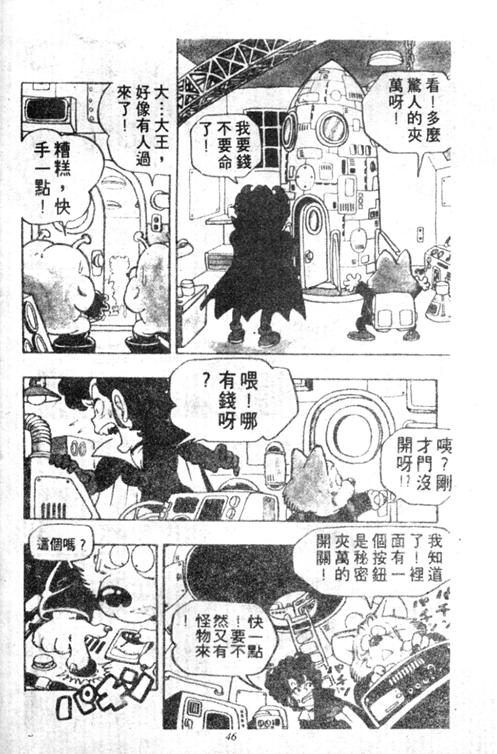 看！多麼
驚人的夾
萬呀！
我要錢
不要命
了！
大…大王，
好像有人過
來了！
糟糕，快
手一點！
咦？剛
才門沒
開呀！？
喂！哪
有錢呀
？
我知道
了！裡
面有一
個按鈕
是秘密
夾萬的
開關！
快一點
！要不
然又有
怪物來
！
這個嗎？
バチン
46